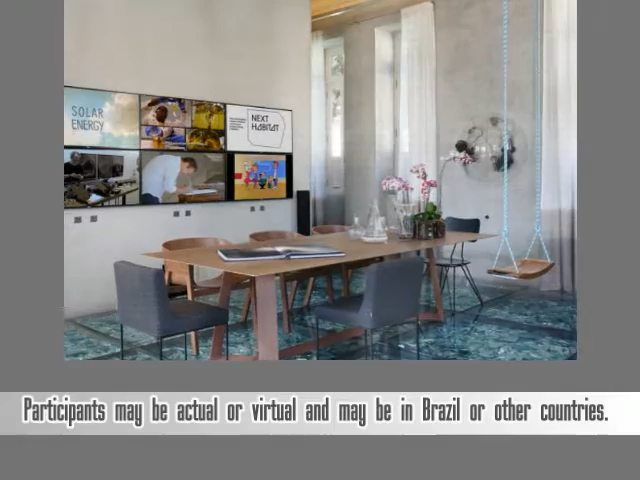 SOLAR
ENERGY
NEXT
HABITAT
Participants may be actual or virtual and may be in Brazil or other countries.